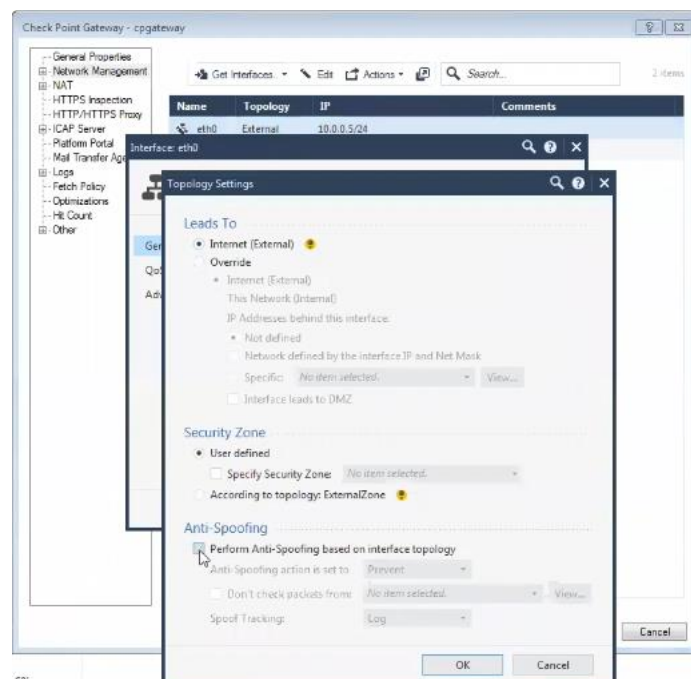 Check Point Gateway - cpgateway
General Properties
Network Management
NAT
HTTPS Inspection
HTTP/HTTPS Proxy
ICAP Server
Platform Portal
Mail Transfer Age
Logs
Fetch Policy
Optimizations
Hit Count
Other
Get Interfaces... Edit Actions Search... 2 items
Name Topology IP Comments
eth0 External 10.0.0.5/24
Interface: eth0
Gen
QoS
Adv
Topology Settings
Leads To
Internet (External)
Override
Internet (External)
This Network (Internal)
IP Addresses behind this interface:
Not defined
Network defined by the interface IP and Net Mask
Specific: No item selected. View...
Interface leads to DMZ
Security Zone
User defined
Specify Security Zone: No item selected.
According to topology: ExternalZone
Anti-Spoofing
Perform Anti-Spoofing based on interface topology
Anti-Spoofing action is set to Prevent
Don't check packets from: No item selected. View...
Spoof Tracking: Log
OK Cancel
Cancel